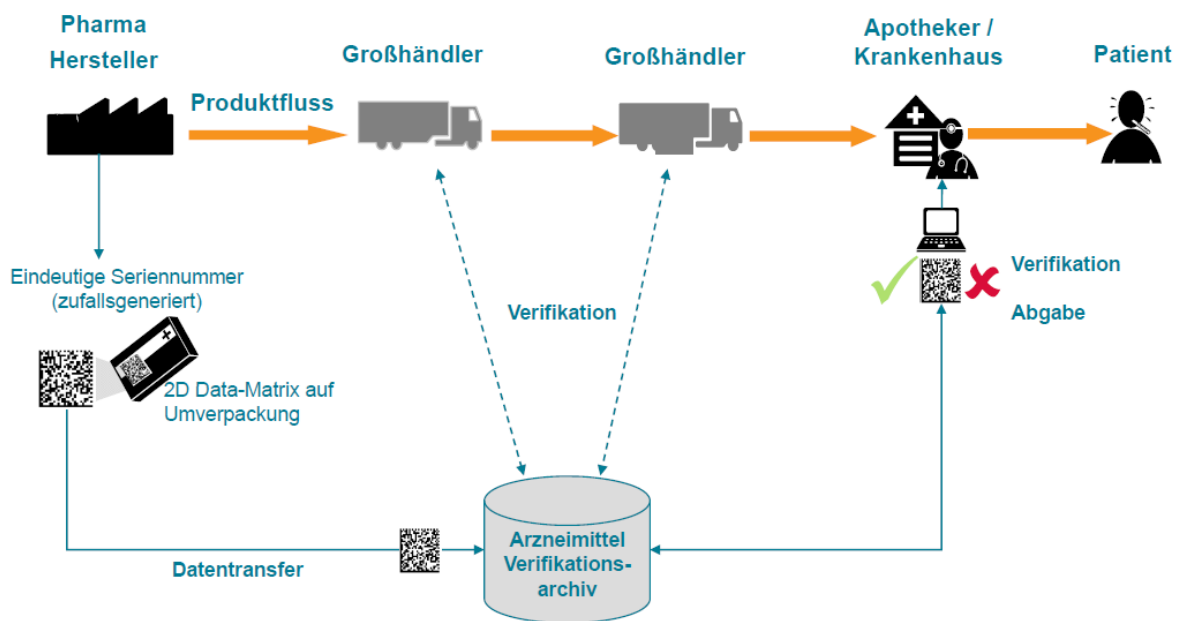 Pharma
Hersteller
Großhändler
Großhändler
Apotheker /
Krankenhaus
Patient
Produktfluss
Eindeutige Seriennummer
(zufallsgeneriert)
2D Data-Matrix auf
Umverpackung
Verifikation
Verifikation
Abgabe
Datentransfer
Arzneimittel
Verifikations-
archiv